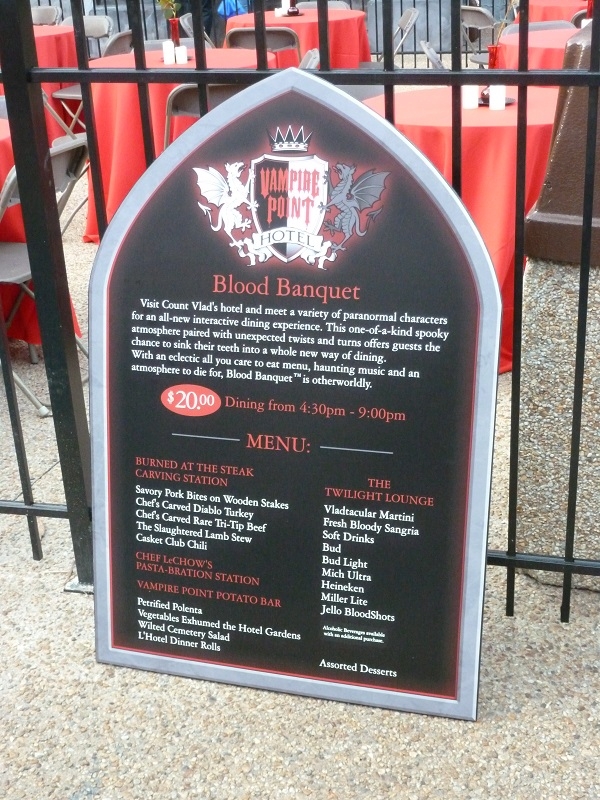 VAMPIRE
POINT
HOTEL
Blood Banquet
Visit Count Vlad's hotel and meet a variety of paranormal characters
for an all-new interactive dining experience. This one-of-a-kind spooky
atmosphere paired with unexpected twists and turns offers guests the
chance to sink their teeth into a whole new way of dining.
With an eclectic all you care to eat menu, haunting music and an
atmosphere to die for, Blood Banquet™ is otherworldly.
$20.00 Dining from 4:30pm - 9:00pm
MENU:
BURNED AT THE STEAK
CARVING STATION
Savory Pork Bites on Wooden Stakes
Chef's Carved Diablo Turkey
Chef's Carved Rare Tri-Tip Beef
The Slaughtered Lamb Stew
Casket Club Chili
CHEF LeCHOW'S
PASTA-BRATION STATION
VAMPIRE POINT POTATO BAR
Petrified Polenta
Vegetables Exhumed the Hotel Gardens
Wilted Cemetery Salad
L'Hotel Dinner Rolls
THE
TWILIGHT LOUNGE
Vladtacular Martini
Fresh Bloody Sangria
Soft Drinks
Bud
Bud Light
Mich Ultra
Heineken
Miller Lite
Jello BloodShots
Alcoholic Beverages available
with an additional purchase.
Assorted Desserts